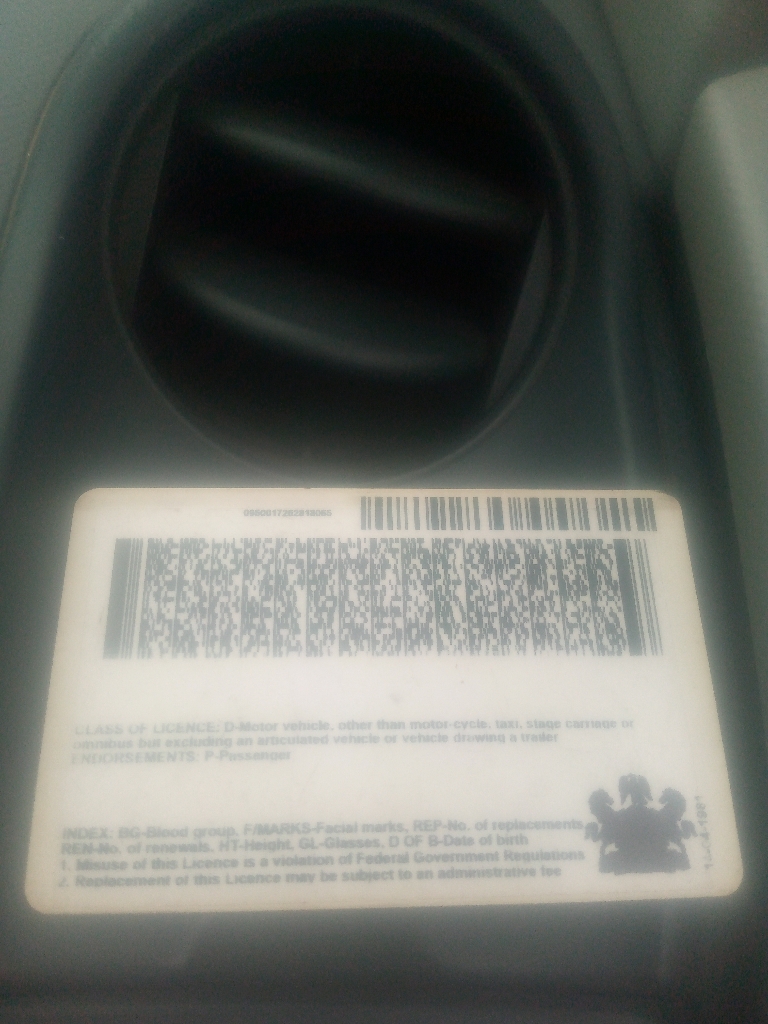 CLASS OF LICENCE: D-Motor vehicle, other than motor-cycle, taxi, stage carriage or
omnibus but excluding an articulated vehicle or vehicle drawing a trailer
ENDORSEMENTS: P-Passenger
INDEX: BG-Blood group, F/MARKS-Facial marks, REP-No. of replacements
REN-No. of renewals, HT-Height, GL-Glasses, D OF B-Date of birth
1. Misuse of this Licence is a violation of Federal Government Regulations
2. Replacement of this Licence may be subject to an administrative fee